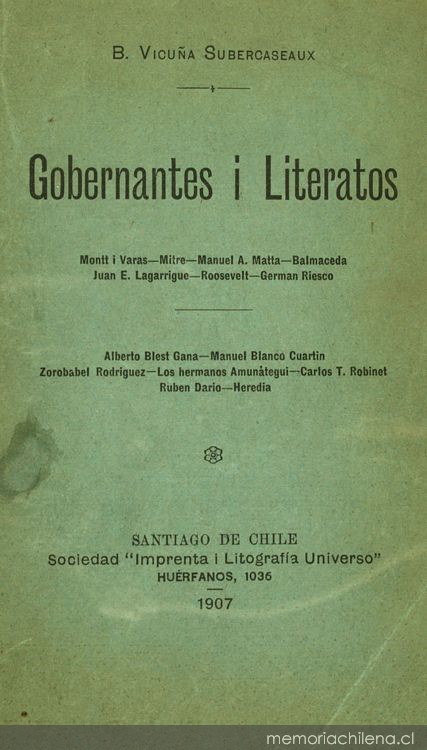 B. VICUÑA SUBERCASEAUX
Gobernantes i Literatos
Montt i Varas—Mitre—Manuel A. Matta—Balmaceda
Juan E. Lagarrigue—Roosevelt—German Riesco
Alberto Blest Gana—Manuel Blanco Cuartin
Zorobabel Rodríguez—Los hermanos Amunátegui—Carlos T. Robinet
Ruben Dario—Heredia
SANTIAGO DE CHILE
Sociedad "Imprenta i Litografía Universo"
HUÉRFANOS, 1036
1907
memoriachilena.cl